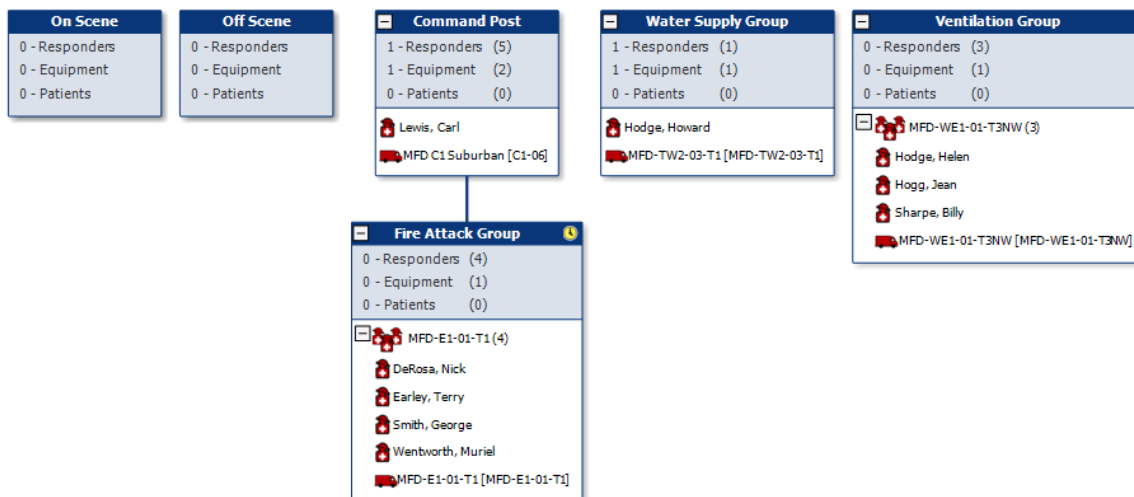 On Scene
0 - Responders
0 - Equipment
0 - Patients
Off Scene
0 - Responders
0 - Equipment
0 - Patients
Command Post
1 - Responders (5)
1 - Equipment (2)
0 - Patients (0)
Lewis, Carl
MFD C1 Suburban [C1-06]
Fire Attack Group
0 - Responders (4)
0 - Equipment (1)
0 - Patients (0)
MFD-E1-01-T1 (4)
DeRosa, Nick
Earley, Terry
Smith, George
Wentworth, Muriel
MFD-E1-01-T1 [MFD-E1-01-T1]
Water Supply Group
1 - Responders (1)
1 - Equipment (1)
0 - Patients (0)
Hodge, Howard
MFD-TW2-03-T1 [MFD-TW2-03-T1]
Ventilation Group
0 - Responders (3)
0 - Equipment (1)
0 - Patients (0)
MFD-WE1-01-T3NW (3)
Hodge, Helen
Hogg, Jean
Sharpe, Billy
MFD-WE1-01-T3NW [MFD-WE1-01-T3NW]